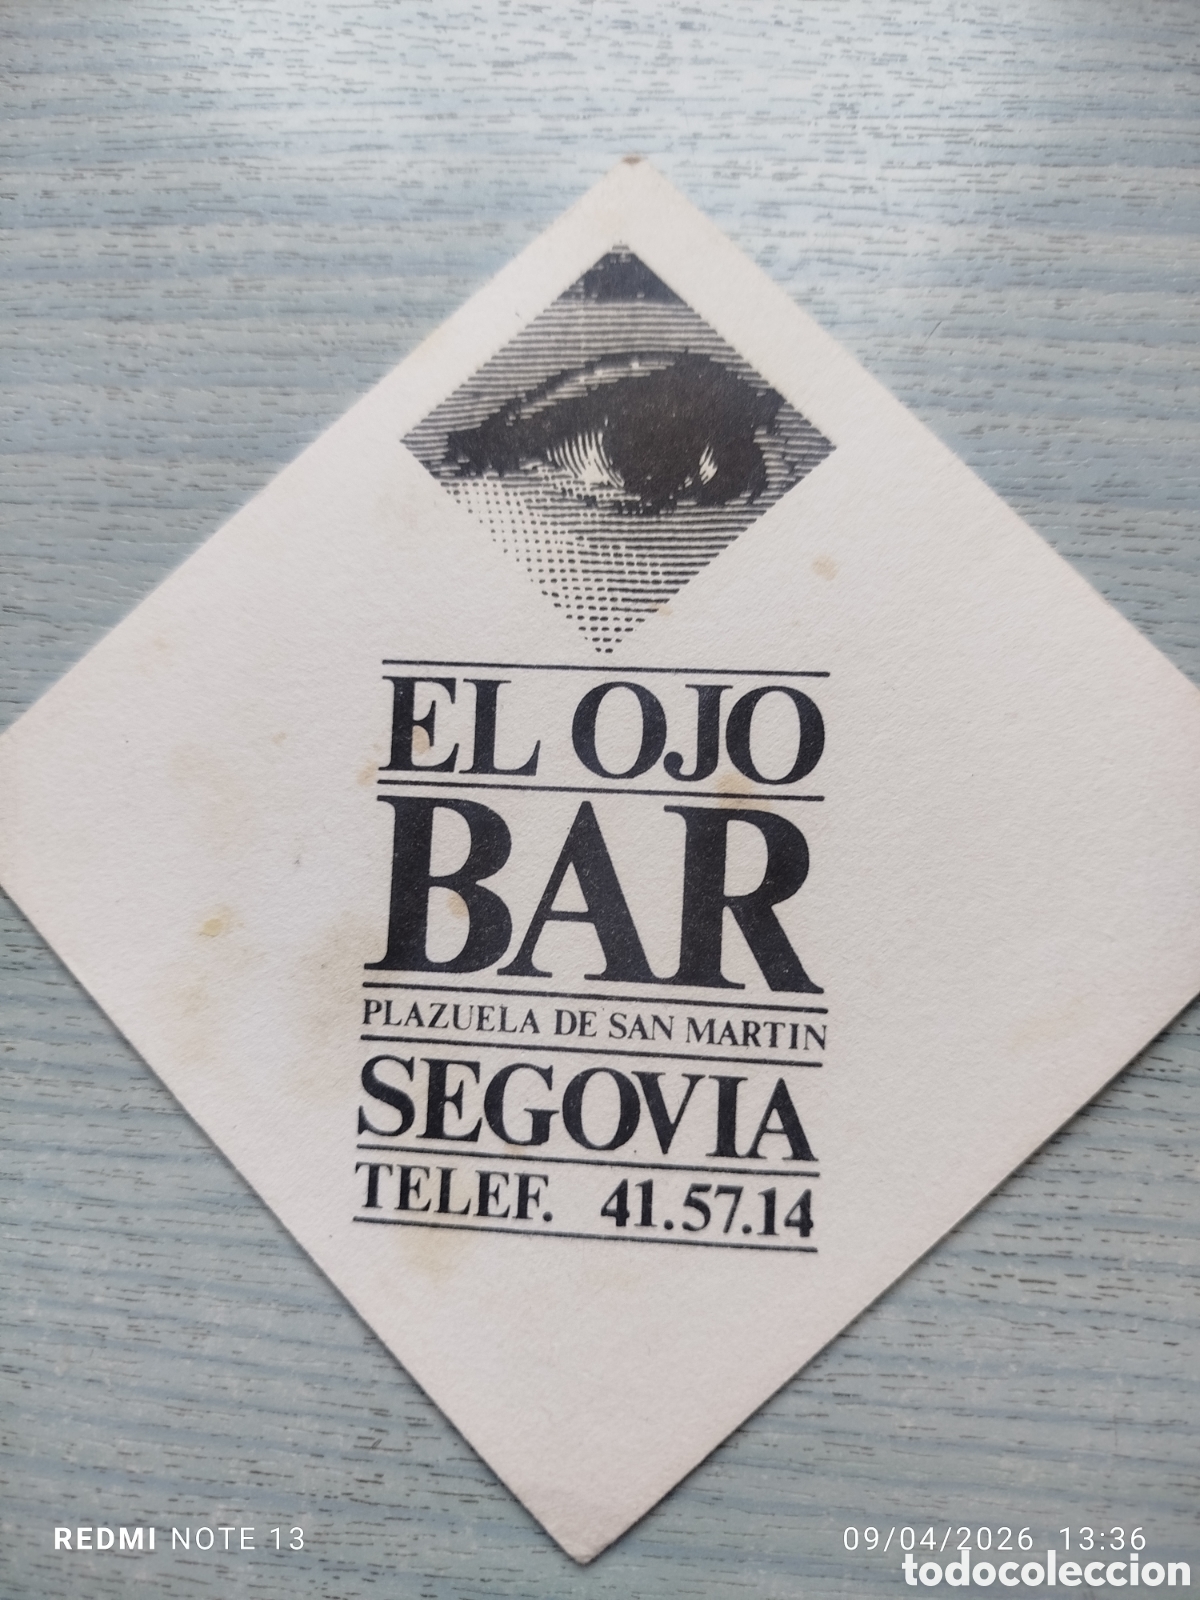 EL OJO
BAR
PLAZUELA DE SAN MARTIN
SEGOVIA
TELEF. 41.57.14
REDMI NOTE 13
09/04/2026 13:36
todocoleccion